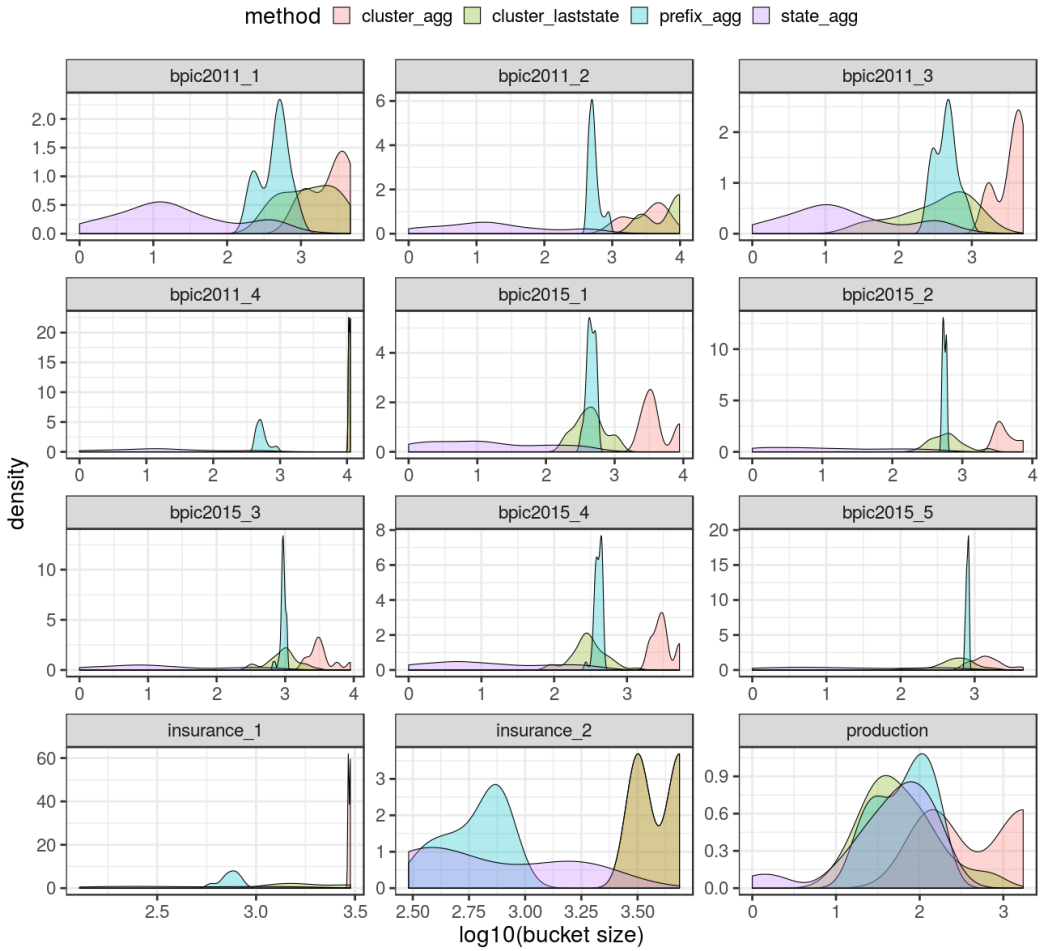 method cluster_agg cluster_laststate prefix_agg state_agg
bpic2011_1 bpic2011_2 bpic2011_3
2.0 1.5 1.0 0.5 0.0
6 4 2 0
2 1 0
0 1 2 3
0 1 2 3 4
0 1 2 3
bpic2011_4 bpic2015_1 bpic2015_2
20 15 10 5 0
4 2 0
10 5 0
0 1 2 3 4
0 1 2 3 4
0 1 2 3 4
density
bpic2015_3 bpic2015_4 bpic2015_5
10 5 0
8 6 4 2 0
20 15 10 5 0
0 1 2 3 4
0 1 2 3
0 1 2 3
insurance_1 insurance_2 production
60 40 20 0
3 2 1 0
0.9 0.6 0.3 0.0
2.5 3.0 3.5
2.50 2.75 3.00 3.25 3.50
0 1 2 3
log10(bucket size)